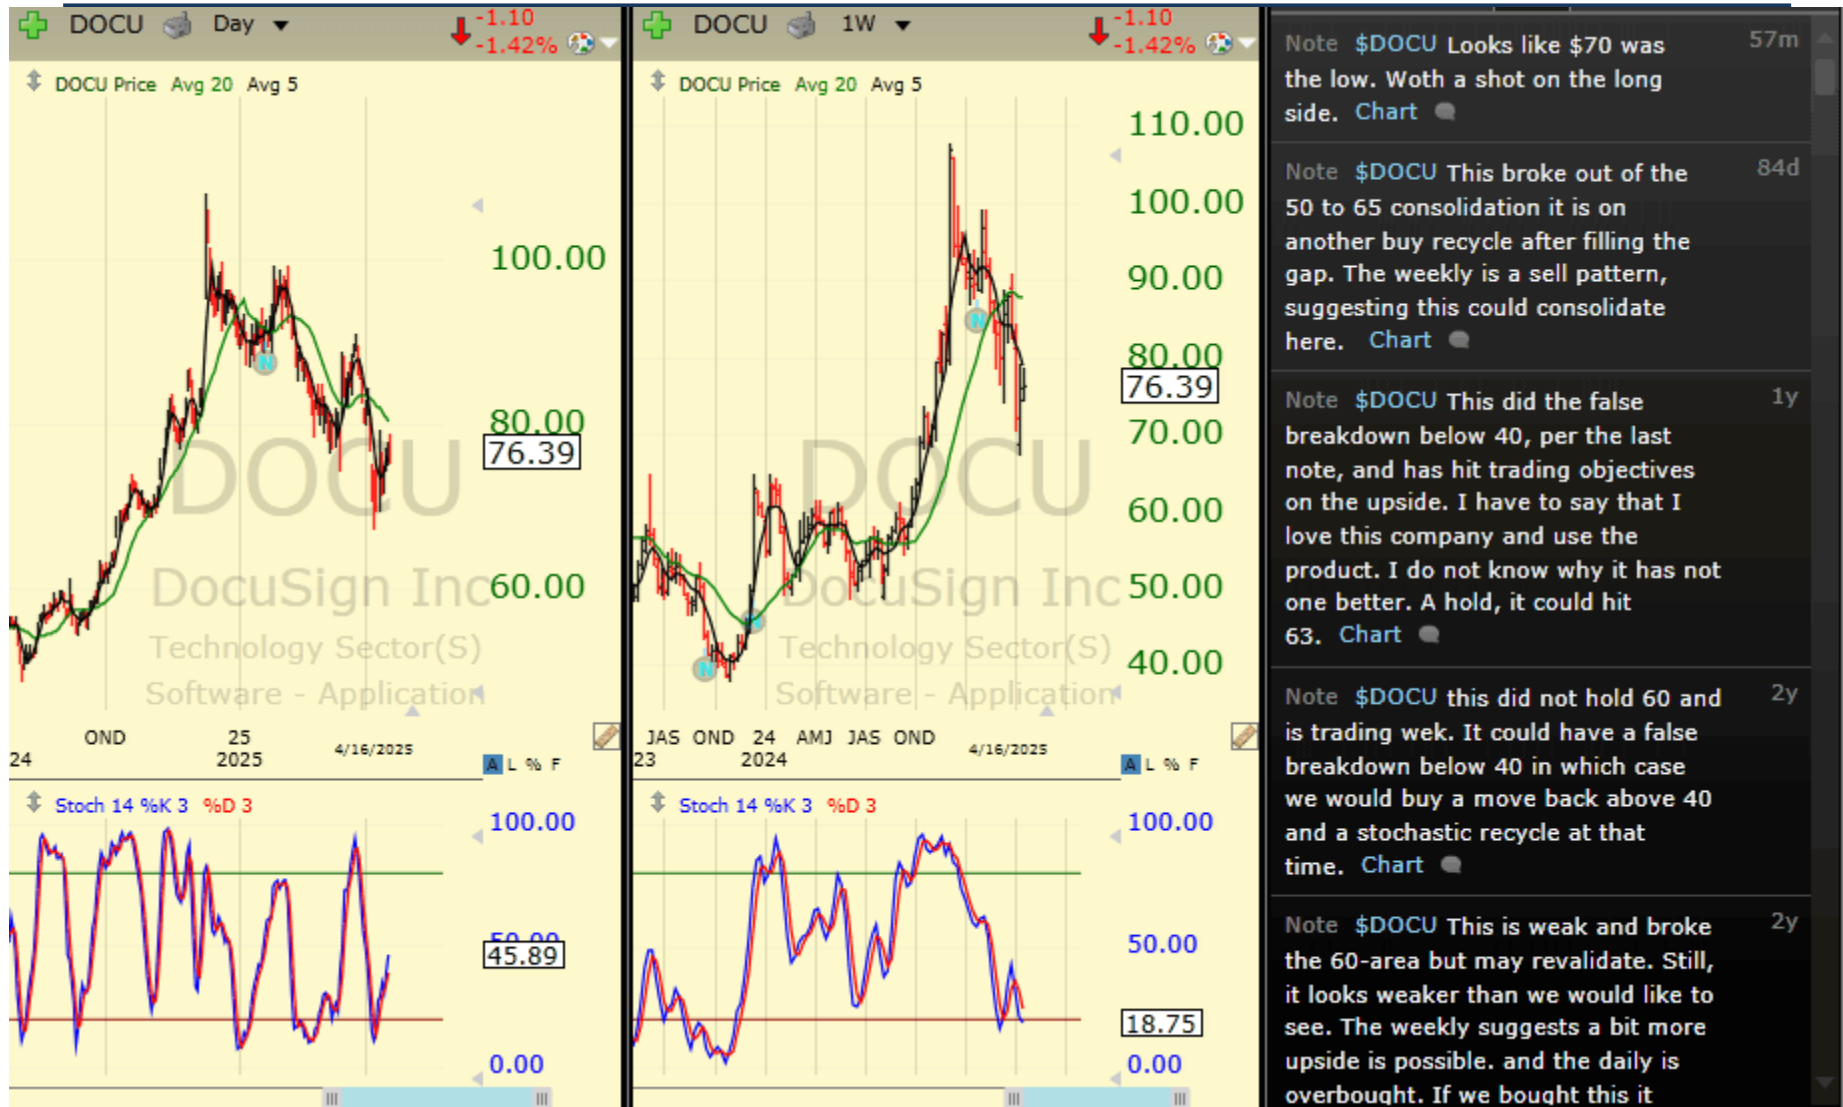 DOCU Day
-1.10
-1.42%
DOCU Price Avg 20 Avg 5
100.00
80.00
76.39
60.00
DOCU
DocuSign Inc
Technology Sector(S)
Software - Application
OND 25 4/16/2025
24 2025
A L % F
Stoch 14 %K 3 %D 3
100.00
50.00
45.89
0.00
DOCU 1W
-1.10
-1.42%
DOCU Price Avg 20 Avg 5
110.00
100.00
90.00
80.00
76.39
70.00
60.00
50.00
40.00
DOCU
DocuSign Inc
Technology Sector(S)
Software - Application
N
N
N
N
JAS OND 24 AMJ JAS OND 4/16/2025
23 2024
A L % F
Stoch 14 %K 3 %D 3
100.00
50.00
18.75
0.00
Note $DOCU Looks like $70 was 57m
the low. Woth a shot on the long
side. Chart
Note $DOCU This broke out of the 84d
50 to 65 consolidation it is on
another buy recycle after filling the
gap. The weekly is a sell pattern,
suggesting this could consolidate
here. Chart
Note $DOCU This did the false 1y
breakdown below 40, per the last
note, and has hit trading objectives
on the upside. I have to say that I
love this company and use the
product. I do not know why it has not
one better. A hold, it could hit
63. Chart
Note $DOCU this did not hold 60 and 2y
is trading wek. It could have a false
breakdown below 40 in which case
we would buy a move back above 40
and a stochastic recycle at that
time. Chart
Note $DOCU This is weak and broke 2y
the 60-area but may revalidate. Still,
it looks weaker than we would like to
see. The weekly suggests a bit more
upside is possible. and the daily is
overbought. If we bought this it